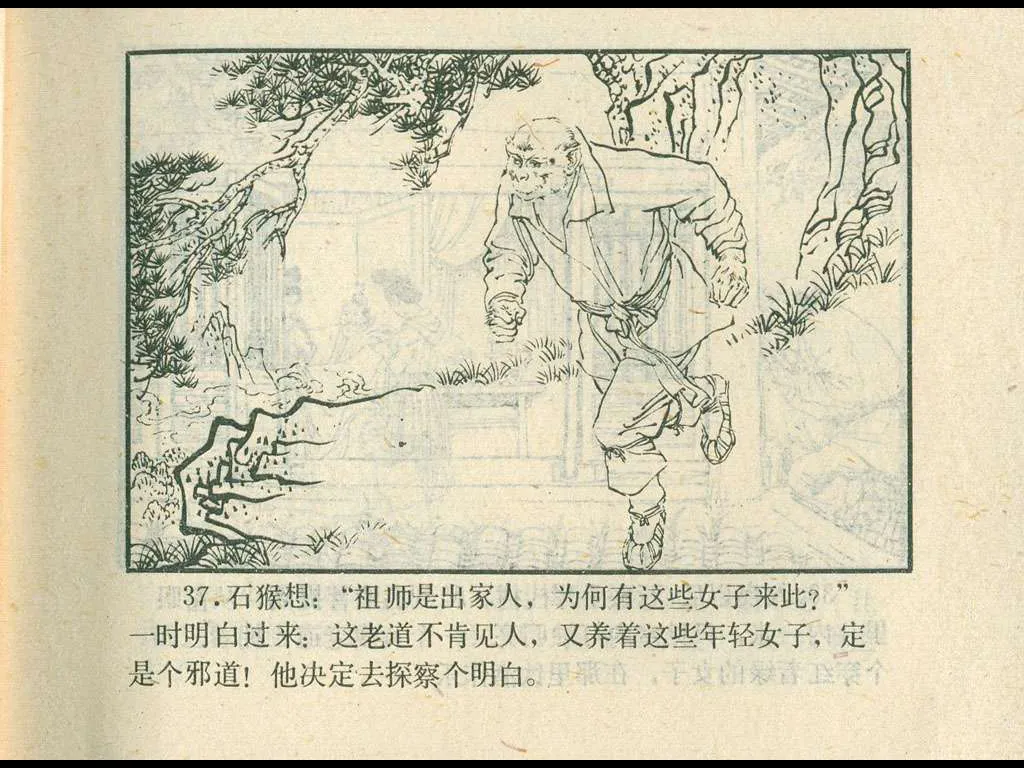 37.石猴想：“祖师是出家人，为何有这些女子来此？”
一时明白过来：这老道不肯见人，又养着这些年轻女子，定
是个邪道！他决定去探察个明白。